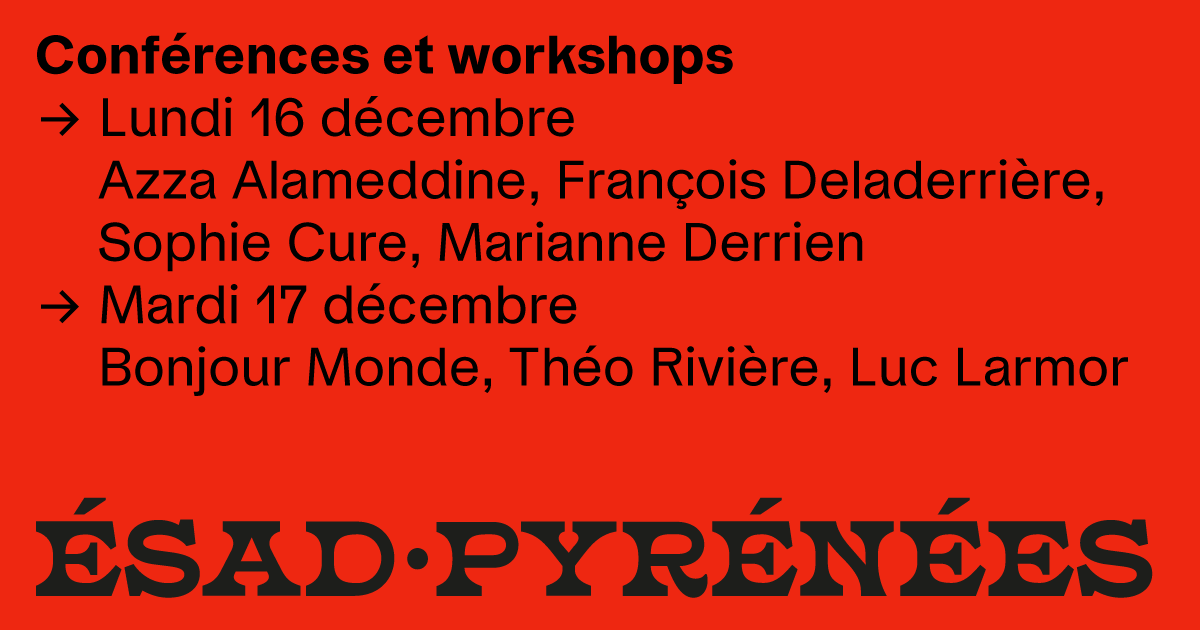 Conférences et workshops
→ Lundi 16 décembre
Azza Alameddine, François Deladerrière,
Sophie Cure, Marianne Derrien
→ Mardi 17 décembre
Bonjour Monde, Théo Rivière, Luc Larmor
ÉSAD•PYRÉNÉES